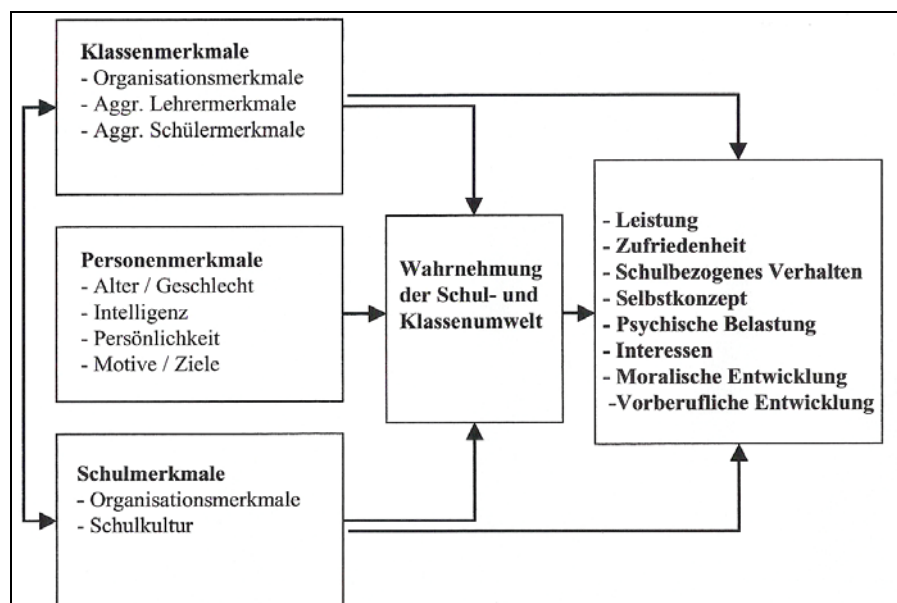 Klassenmerkmale
- Organisationsmerkmale
- Aggr. Lehrermerkmale
- Aggr. Schülermerkmale
Personenmerkmale
- Alter / Geschlecht
- Intelligenz
- Persönlichkeit
- Motive / Ziele
Schulmerkmale
- Organisationsmerkmale
- Schulkultur
Wahrnehmung
der Schul- und
Klassenumwelt
- Leistung
- Zufriedenheit
- Schulbezogenes Verhalten
- Selbstkonzept
- Psychische Belastung
- Interessen
- Moralische Entwicklung
-Vorberufliche Entwicklung